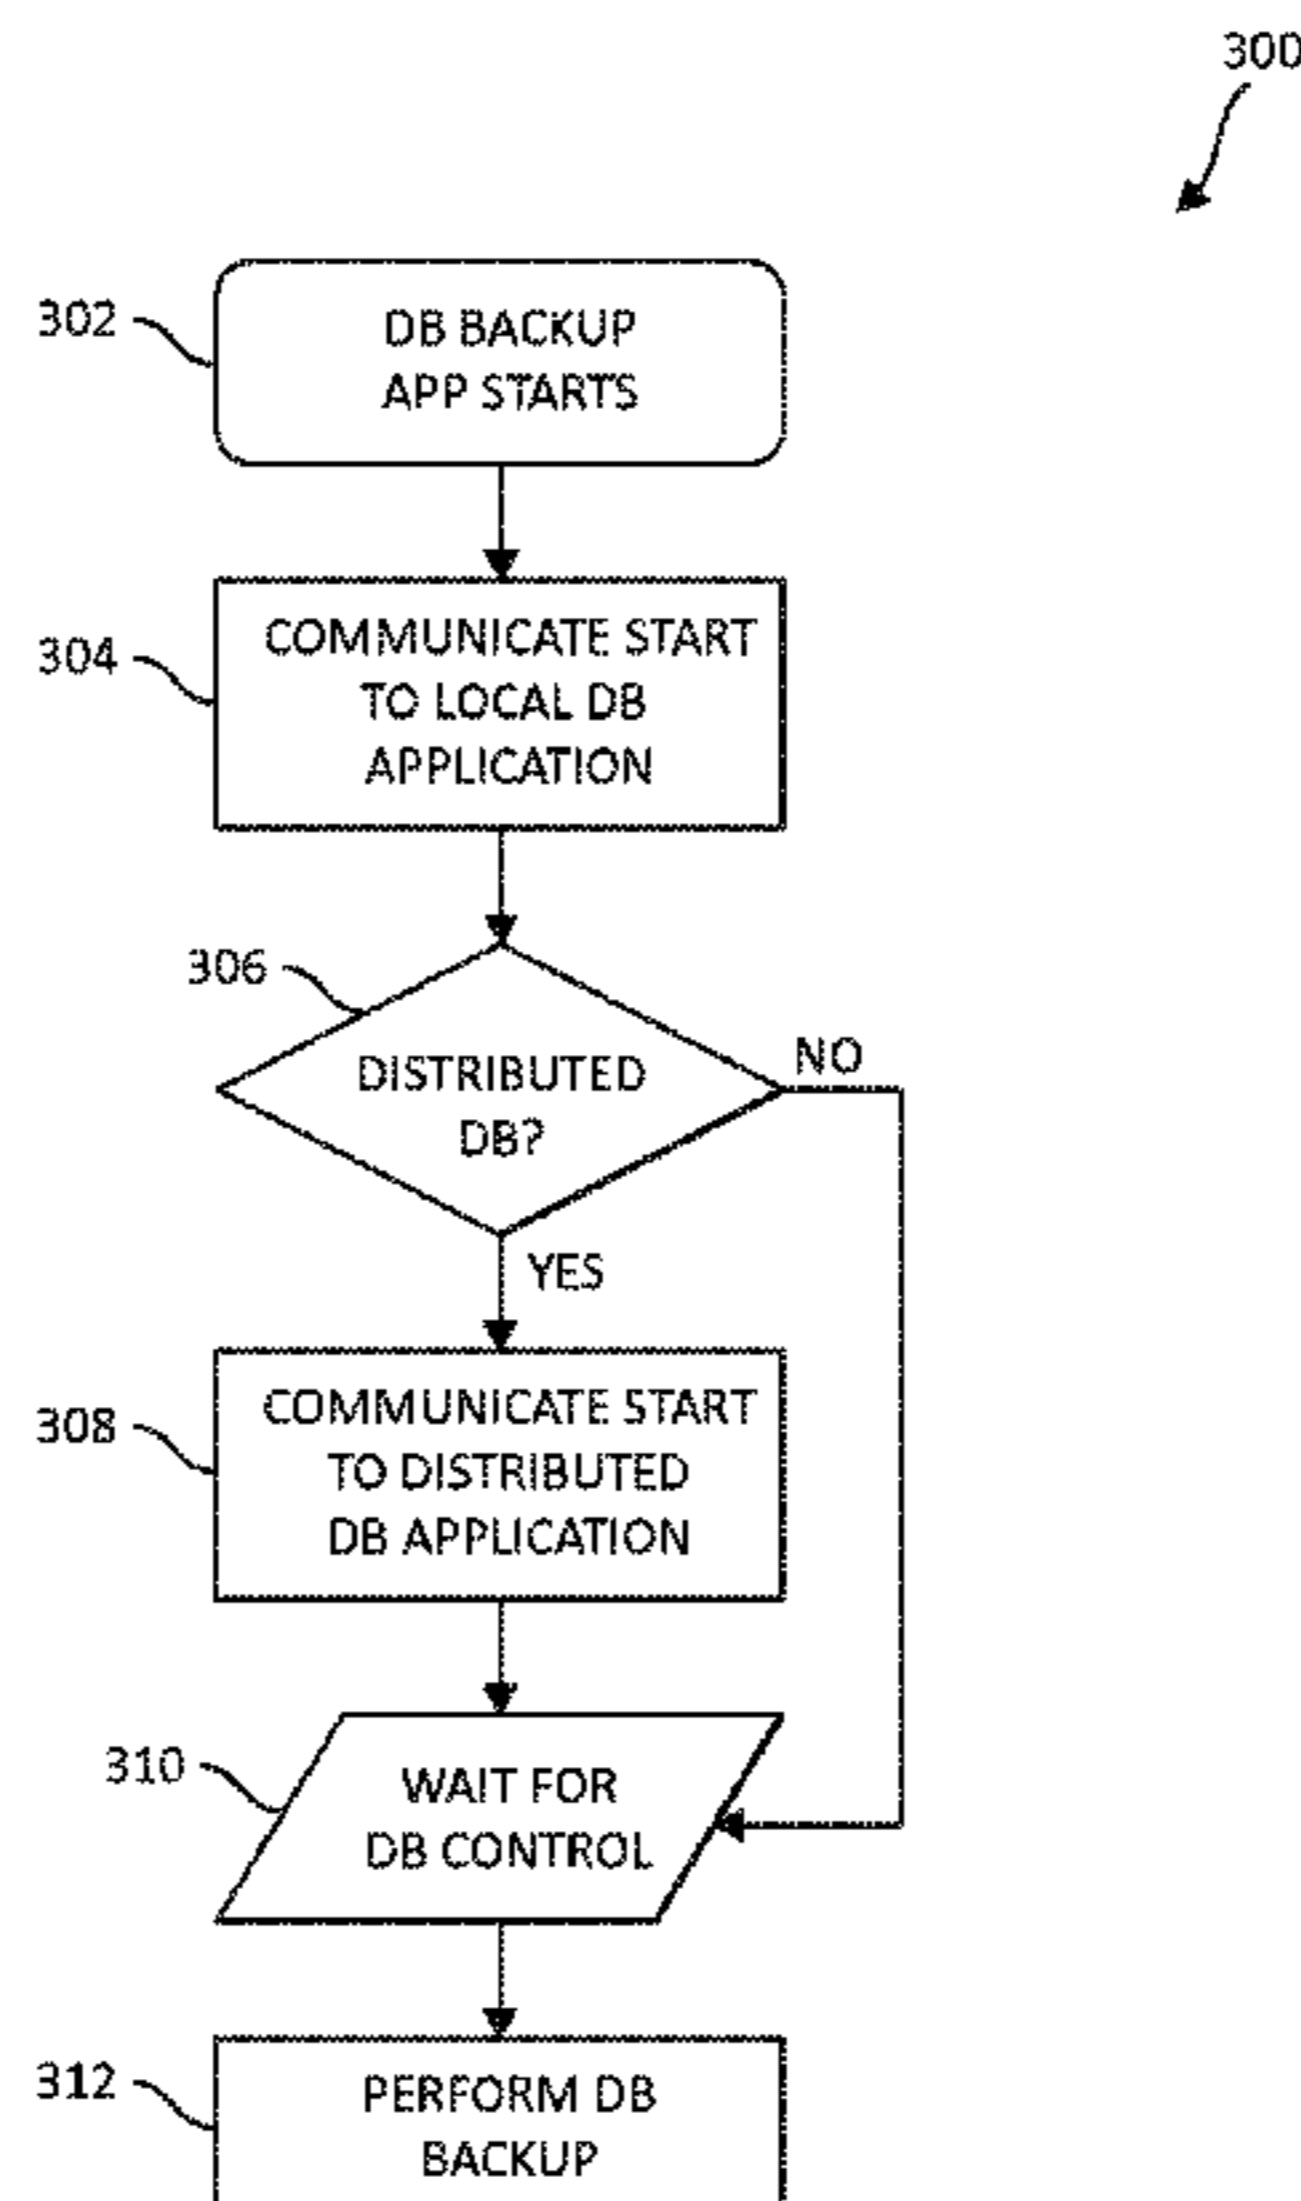 300
302
DB BACKUP
APP STARTS
304
COMMUNICATE START
TO LOCAL DB
APPLICATION
306
DISTRIBUTED
DB?
NO
YES
308
COMMUNICATE START
TO DISTRIBUTED
DB APPLICATION
310
WAIT FOR
DB CONTROL
312
PERFORM DB
BACKUP